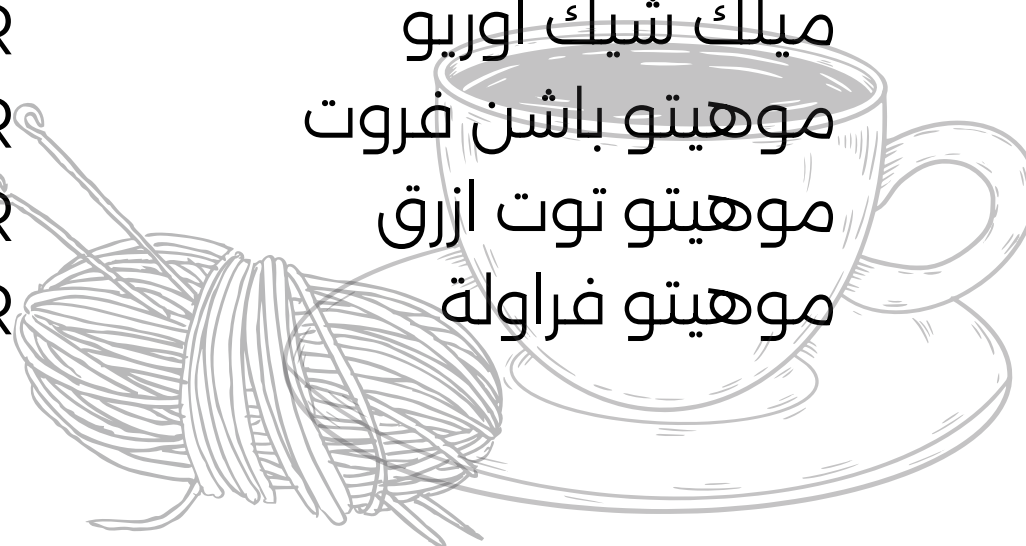 ميلك شيك اوريو
موهيتو باشن فروت
موهيتو توت ازرق
موهيتو فراولة